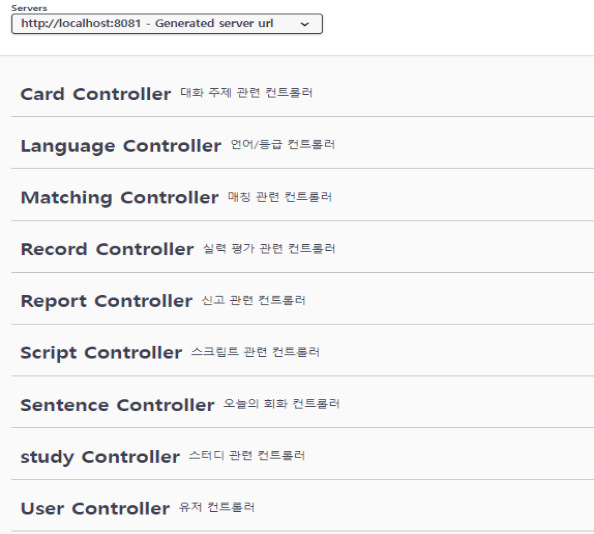 Servers
http://localhost:8081 - Generated server url
Card Controller 대화 주제 관련 컨트롤러
Language Controller 언어/등급 컨트롤러
Matching Controller 매칭 관련 컨트롤러
Record Controller 실력 평가 관련 컨트롤러
Report Controller 신고 관련 컨트롤러
Script Controller 스크립트 관련 컨트롤러
Sentence Controller 오늘의 회화 컨트롤러
study Controller 스터디 관련 컨트롤러
User Controller 유저 컨트롤러